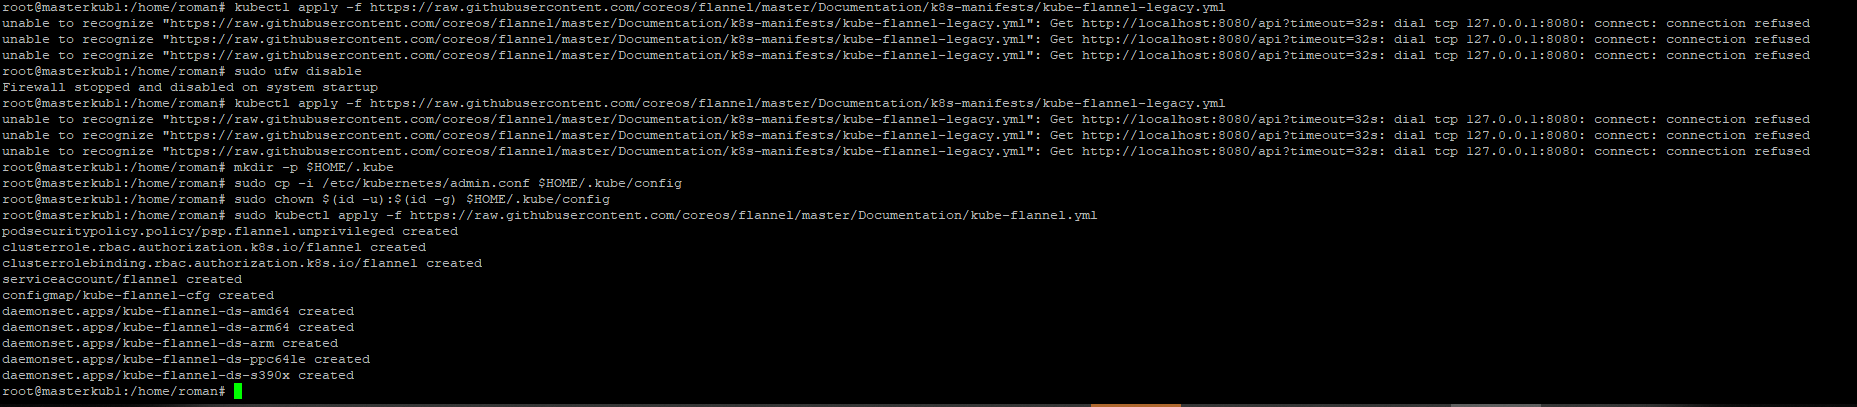 root@masterkub1:/home/roman# kubectl apply -f https://raw.githubusercontent.com/coreos/flannel/master/Documentation/k8s-manifests/kube-flannel-legacy.yml
unable to recognize "https://raw.githubusercontent.com/coreos/flannel/master/Documentation/k8s-manifests/kube-flannel-legacy.yml": Get http://localhost:8080/api?timeout=32s: dial tcp 127.0.0.1:8080: connect: connection refused
unable to recognize "https://raw.githubusercontent.com/coreos/flannel/master/Documentation/k8s-manifests/kube-flannel-legacy.yml": Get http://localhost:8080/api?timeout=32s: dial tcp 127.0.0.1:8080: connect: connection refused
unable to recognize "https://raw.githubusercontent.com/coreos/flannel/master/Documentation/k8s-manifests/kube-flannel-legacy.yml": Get http://localhost:8080/api?timeout=32s: dial tcp 127.0.0.1:8080: connect: connection refused
root@masterkub1:/home/roman# sudo ufw disable
Firewall stopped and disabled on system startup
root@masterkub1:/home/roman# kubectl apply -f https://raw.githubusercontent.com/coreos/flannel/master/Documentation/k8s-manifests/kube-flannel-legacy.yml
unable to recognize "https://raw.githubusercontent.com/coreos/flannel/master/Documentation/k8s-manifests/kube-flannel-legacy.yml": Get http://localhost:8080/api?timeout=32s: dial tcp 127.0.0.1:8080: connect: connection refused
unable to recognize "https://raw.githubusercontent.com/coreos/flannel/master/Documentation/k8s-manifests/kube-flannel-legacy.yml": Get http://localhost:8080/api?timeout=32s: dial tcp 127.0.0.1:8080: connect: connection refused
unable to recognize "https://raw.githubusercontent.com/coreos/flannel/master/Documentation/k8s-manifests/kube-flannel-legacy.yml": Get http://localhost:8080/api?timeout=32s: dial tcp 127.0.0.1:8080: connect: connection refused
root@masterkub1:/home/roman# mkdir -p $HOME/.kube
root@masterkub1:/home/roman# sudo cp -i /etc/kubernetes/admin.conf $HOME/.kube/config
root@masterkub1:/home/roman# sudo chown $(id -u):$(id -g) $HOME/.kube/config
root@masterkub1:/home/roman# sudo kubectl apply -f https://raw.githubusercontent.com/coreos/flannel/master/Documentation/kube-flannel.yml
podsecuritypolicy.policy/psp.flannel.unprivileged created
clusterrole.rbac.authorization.k8s.io/flannel created
clusterrolebinding.rbac.authorization.k8s.io/flannel created
serviceaccount/flannel created
configmap/kube-flannel-cfg created
daemonset.apps/kube-flannel-ds-amd64 created
daemonset.apps/kube-flannel-ds-arm64 created
daemonset.apps/kube-flannel-ds-arm created
daemonset.apps/kube-flannel-ds-ppc64le created
daemonset.apps/kube-flannel-ds-s390x created
root@masterkub1:/home/roman#